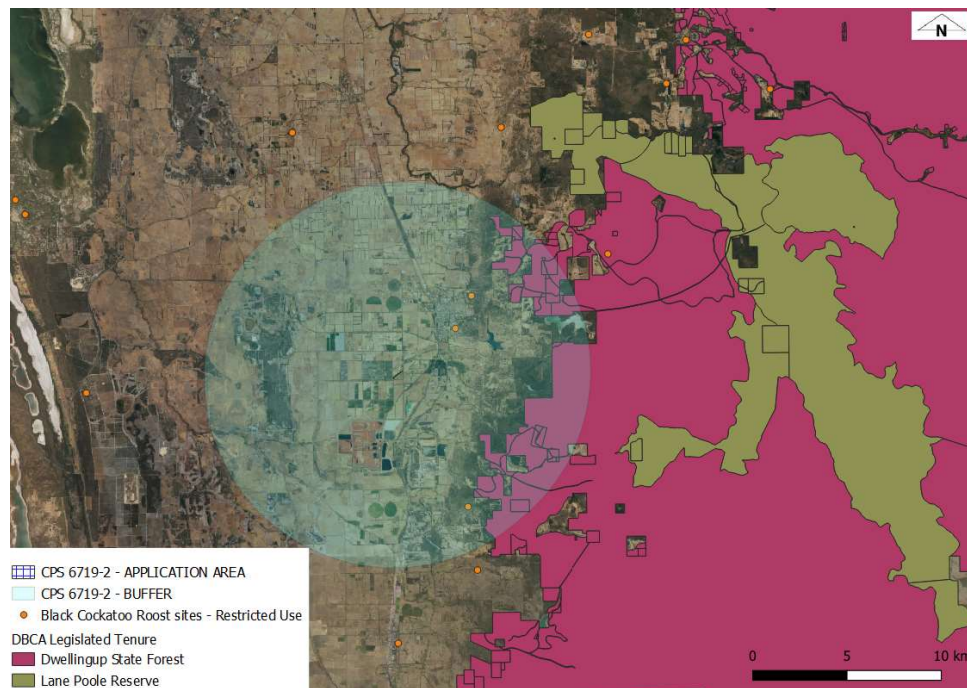 N
CPS 6719-2 - APPLICATION AREA
CPS 6719-2 - BUFFER
Black Cockatoo Roost sites - Restricted Use
DBCA Legislated Tenure
Dwellingup State Forest
Lane Poole Reserve
0 5 10 km